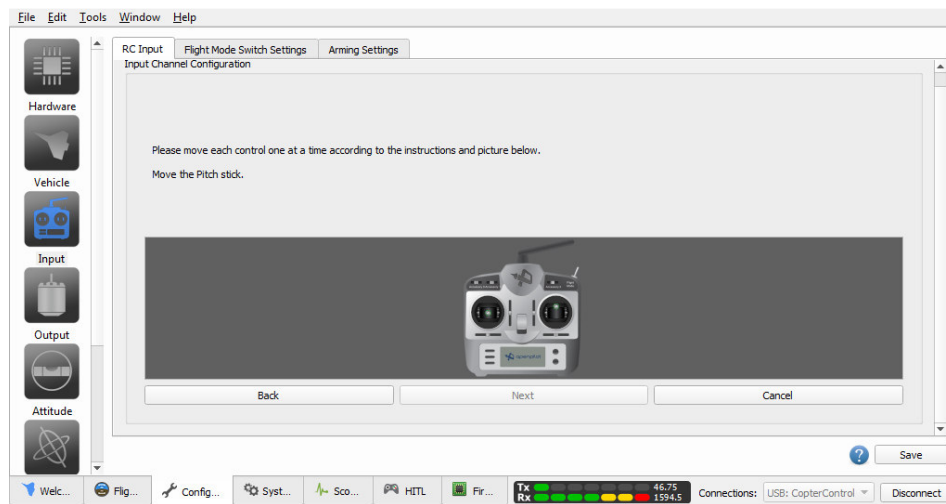 File Edit Tools Window Help
RC Input Flight Mode Switch Settings Arming Settings
Input Channel Configuration
Hardware
Please move each control one at a time according to the instructions and picture below.
Move the Pitch stick.
Vehicle
Input
Output
Attitude
openpilot
Back Next Cancel
? Save
Welc... Flig... Config... Syst... Sco... HITL Fir... Tx 46.75
Rx 1594.5 Connections: USB: CopterControl Disconnect